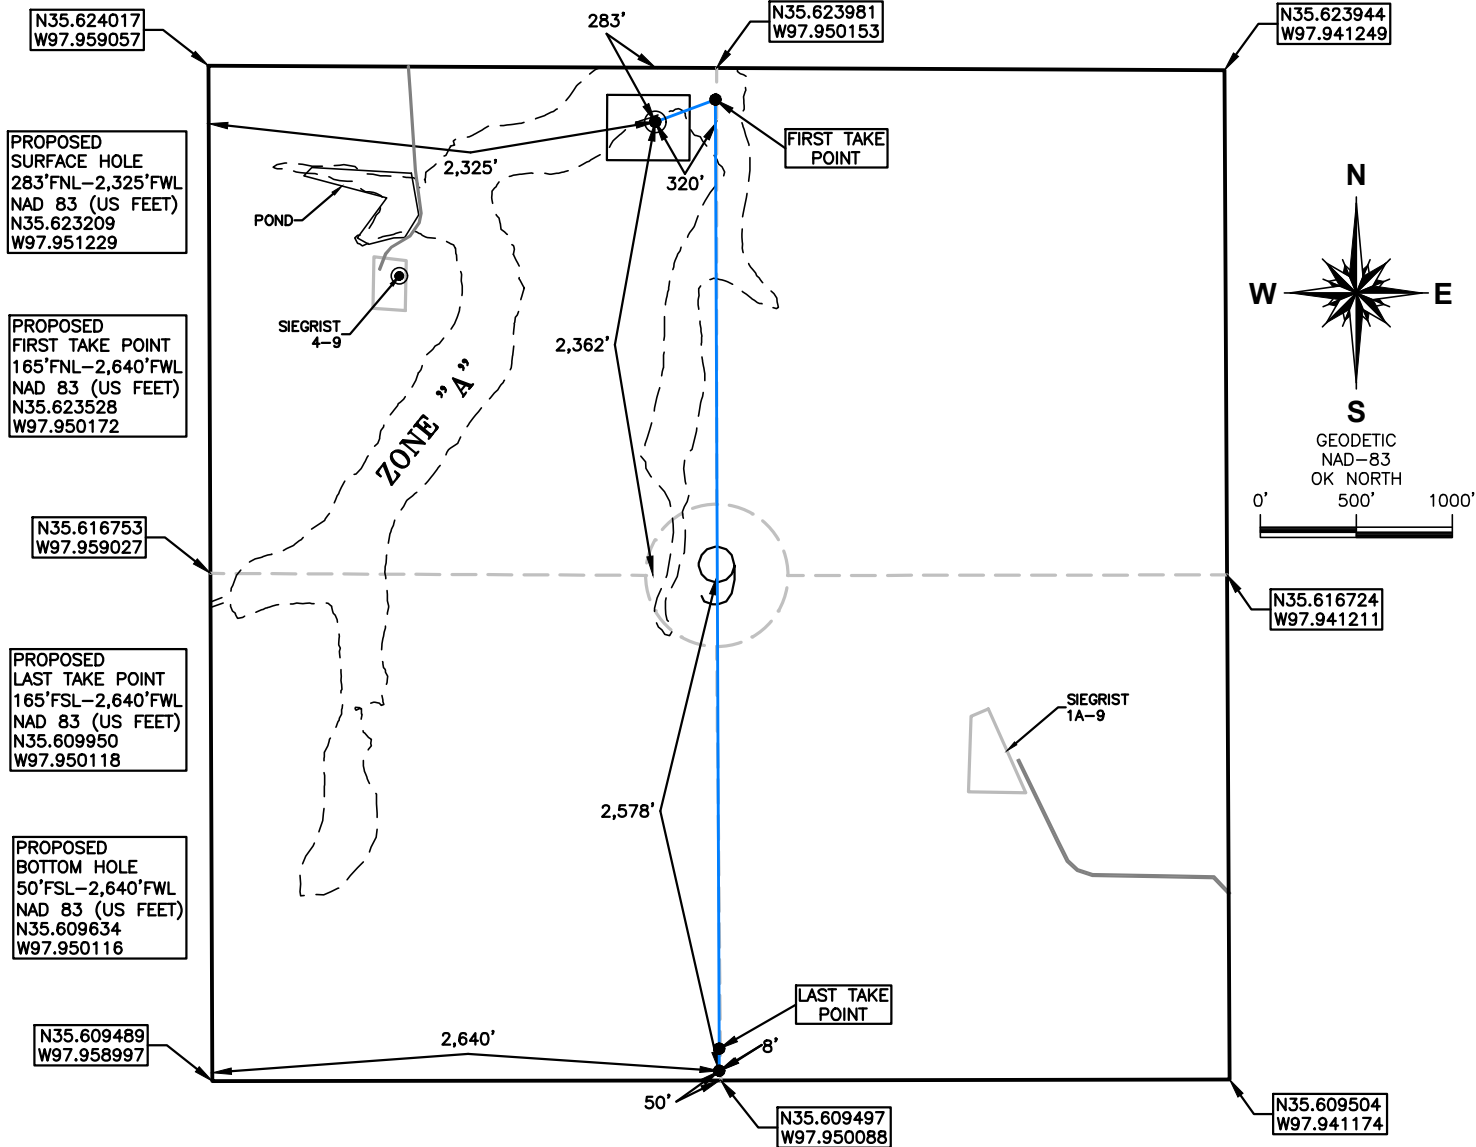 N35.624017
W97.959057
283'
N35.623981
W97.950153
N35.623944
W97.941249
PROPOSED
SURFACE HOLE
283'FNL-2,325'FWL
NAD 83 (US FEET)
N35.623209
W97.951229
2,325'
320'
FIRST TAKE
POINT
POND
SIEGRIST
4-9
N
W
E
S
GEODETIC
NAD-83
OK NORTH
0'
500'
1000'
PROPOSED
FIRST TAKE POINT
165'FNL-2,640'FWL
NAD 83 (US FEET)
N35.623528
W97.950172
2,362'
ZONE "A"
N35.616753
W97.959027
9
N35.616724
W97.941211
PROPOSED
LAST TAKE POINT
165'FSL-2,640'FWL
NAD 83 (US FEET)
N35.609950
W97.950118
SIEGRIST
1A-9
2,578'
PROPOSED
BOTTOM HOLE
50'FSL-2,640'FWL
NAD 83 (US FEET)
N35.609634
W97.950116
LAST TAKE
POINT
N35.609489
W97.958997
2,640'
8'
50'
N35.609497
W97.950088
N35.609504
W97.941174